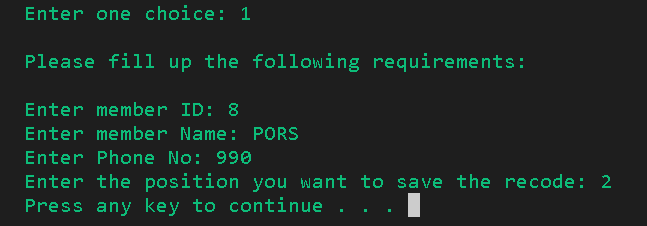 Enter one choice: 1
Please fill up the following requirements:
Enter member ID: 8
Enter member Name: PORS
Enter Phone No: 990
Enter the position you want to save the recode: 2
Press any key to continue . . .